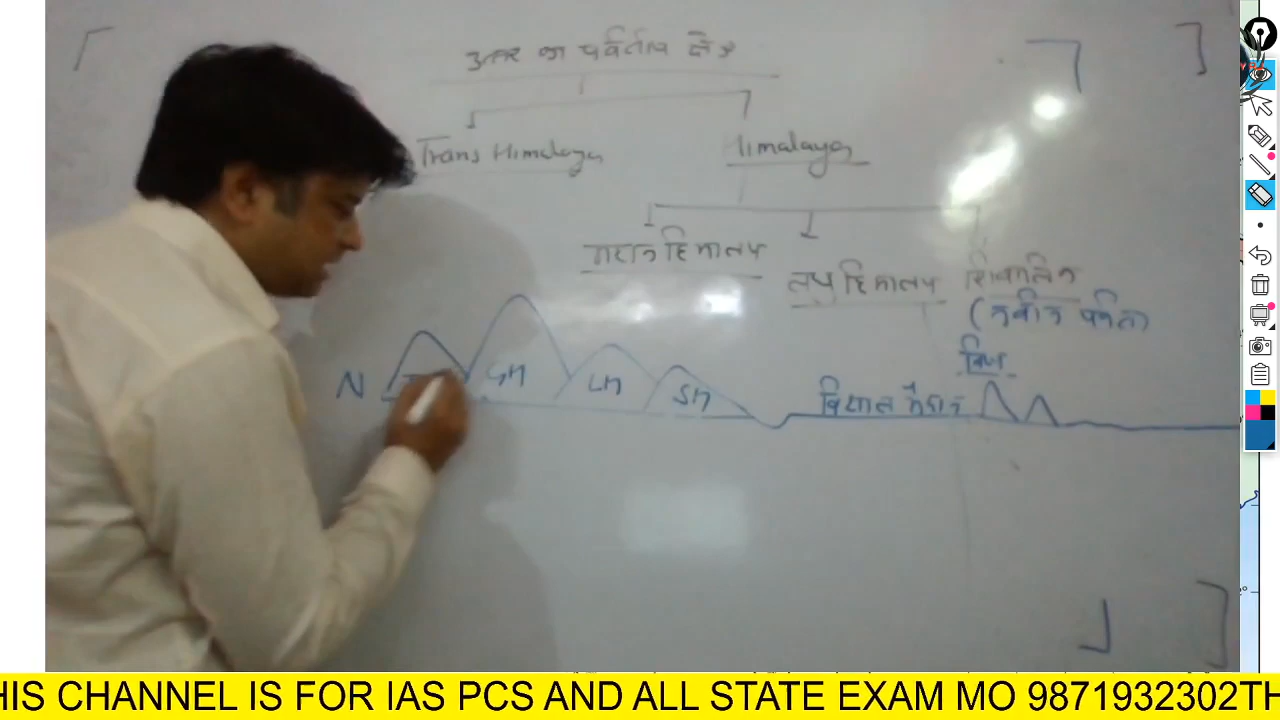 उत्तर का पर्वतीय क्षेत्र
Trans Himalaya
Himalaya
महान हिमालय
लघु हिमालय
शिवालिक
(नवीन पर्वत)
N
GH
LH
SH
विशाल मैदान
THIS CHANNEL IS FOR IAS PCS AND ALL STATE EXAM MO 9871932302TH